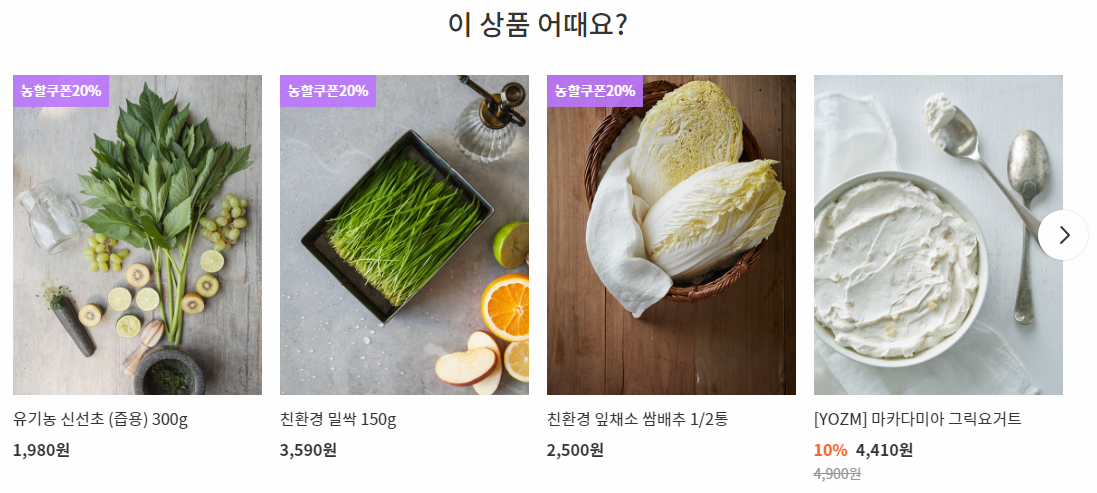 이 상품 어때요?
농할쿠폰20%
농할쿠폰20%
농할쿠폰20%
유기농 신선초 (즙용) 300g
1,980원
친환경 밀싹 150g
3,590원
친환경 잎채소 쌈배추 1/2통
2,500원
[YOZM] 마카다미아 그릭요거트
10% 4,410원
4,900원